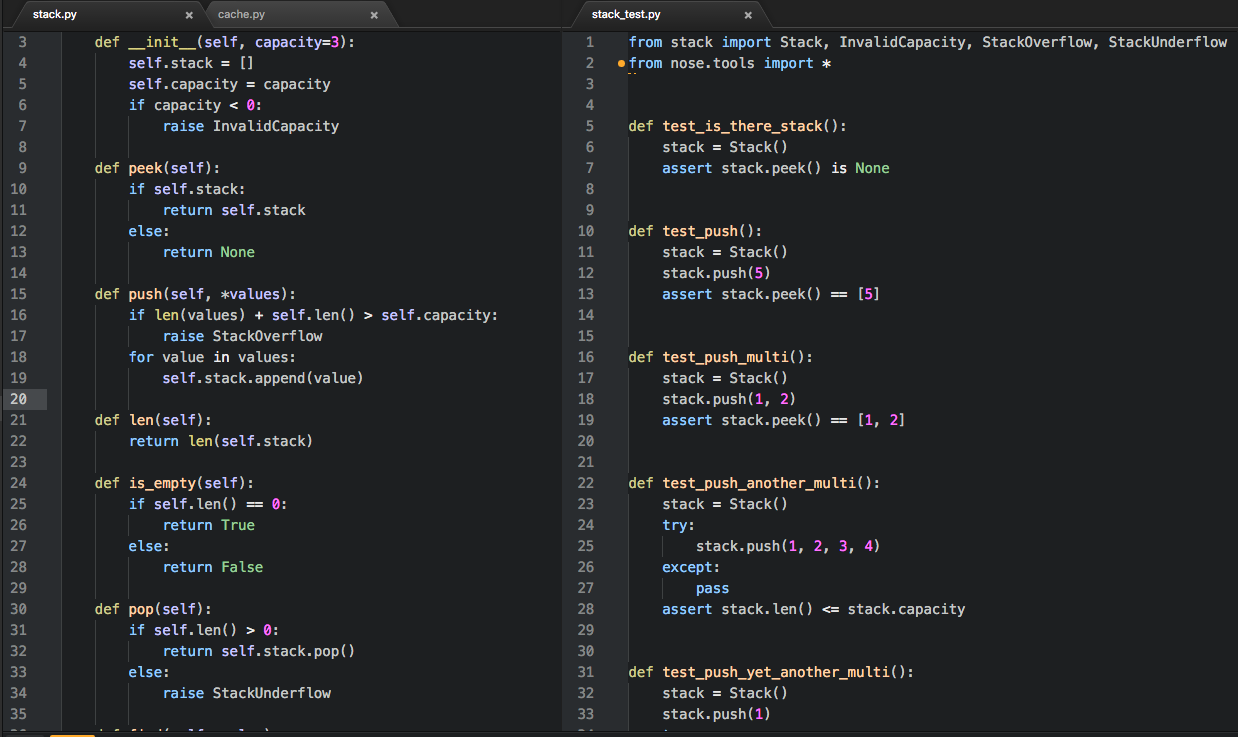 stack.py × cache.py ×
3 def __init__(self, capacity=3):
4 self.stack = []
5 self.capacity = capacity
6 if capacity < 0:
7 raise InvalidCapacity
8
9 def peek(self):
10 if self.stack:
11 return self.stack
12 else:
13 return None
14
15 def push(self, *values):
16 if len(values) + self.len() > self.capacity:
17 raise StackOverflow
18 for value in values:
19 self.stack.append(value)
20
21 def len(self):
22 return len(self.stack)
23
24 def is_empty(self):
25 if self.len() == 0:
26 return True
27 else:
28 return False
29
30 def pop(self):
31 if self.len() > 0:
32 return self.stack.pop()
33 else:
34 raise StackUnderflow
35
stack_test.py ×
1 from stack import Stack, InvalidCapacity, StackOverflow, StackUnderflow
2 from nose.tools import *
3
4
5 def test_is_there_stack():
6 stack = Stack()
7 assert stack.peek() is None
8
9
10 def test_push():
11 stack = Stack()
12 stack.push(5)
13 assert stack.peek() == [5]
14
15
16 def test_push_multi():
17 stack = Stack()
18 stack.push(1, 2)
19 assert stack.peek() == [1, 2]
20
21
22 def test_push_another_multi():
23 stack = Stack()
24 try:
25 stack.push(1, 2, 3, 4)
26 except:
27 pass
28 assert stack.len() <= stack.capacity
29
30
31 def test_push_yet_another_multi():
32 stack = Stack()
33 stack.push(1)